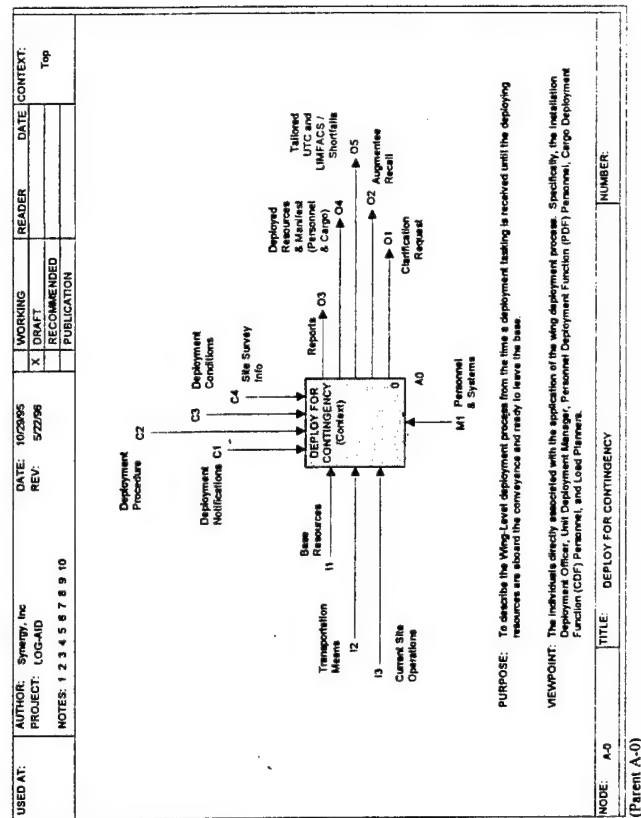 USED AT:
AUTHOR: Synergy, Inc
PROJECT: LOG-AID
NOTES: 1 2 3 4 5 6 7 8 9 10
DATE: 10/29/95
REV: 5/22/96
WORKING
X DRAFT
RECOMMENDED
PUBLICATION
READER
DATE
CONTEXT:
Top
Deployment
Procedure
C2
Deployment
Notifications
C1
Deployment
Conditions
C3
Site Survey
Info
C4
Base
Resources
I1
Transportation
Means
I2
I3
Current Site
Operations
DEPLOY FOR
CONTINGENCY
(Context)
0
A0
Reports
O3
Deployed
Resources
& Manifest
(Personnel
& Cargo)
O4
Tailored
UTC and
LIMFACS /
Shortfalls
O5
O2
Augmentee
Recall
O1
Clarification
Request
M1 Personnel
& Systems
PURPOSE: To describe the Wing-Level deployment process from the time a deployment tasking is received until the deploying
resources are aboard the conveyance and ready to leave the base.
VIEWPOINT: The individuals directly associated with the application of the wing deployment process. Specifically, the Installation
Deployment Officer, Unit Deployment Manager, Personnel Deployment Function (PDF) Personnel, Cargo Deployment
Function (CDF) Personnel, and Load Planners.
NODE: A-0
TITLE: DEPLOY FOR CONTINGENCY
NUMBER:
(Parent A-0)